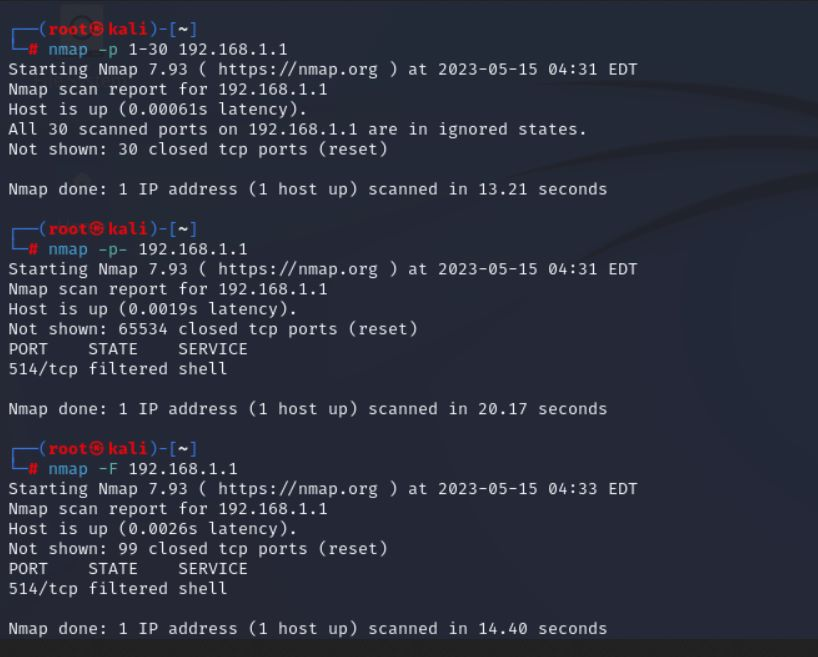 ┌──(root㉿kali)-[~]
└─# nmap -p 1-30 192.168.1.1
Starting Nmap 7.93 ( https://nmap.org ) at 2023-05-15 04:31 EDT
Nmap scan report for 192.168.1.1
Host is up (0.00061s latency).
All 30 scanned ports on 192.168.1.1 are in ignored states.
Not shown: 30 closed tcp ports (reset)
Nmap done: 1 IP address (1 host up) scanned in 13.21 seconds
┌──(root㉿kali)-[~]
└─# nmap -p- 192.168.1.1
Starting Nmap 7.93 ( https://nmap.org ) at 2023-05-15 04:31 EDT
Nmap scan report for 192.168.1.1
Host is up (0.0019s latency).
Not shown: 65534 closed tcp ports (reset)
PORT    STATE    SERVICE
514/tcp filtered shell
Nmap done: 1 IP address (1 host up) scanned in 20.17 seconds
┌──(root㉿kali)-[~]
└─# nmap -F 192.168.1.1
Starting Nmap 7.93 ( https://nmap.org ) at 2023-05-15 04:33 EDT
Nmap scan report for 192.168.1.1
Host is up (0.0026s latency).
Not shown: 99 closed tcp ports (reset)
PORT    STATE    SERVICE
514/tcp filtered shell
Nmap done: 1 IP address (1 host up) scanned in 14.40 seconds